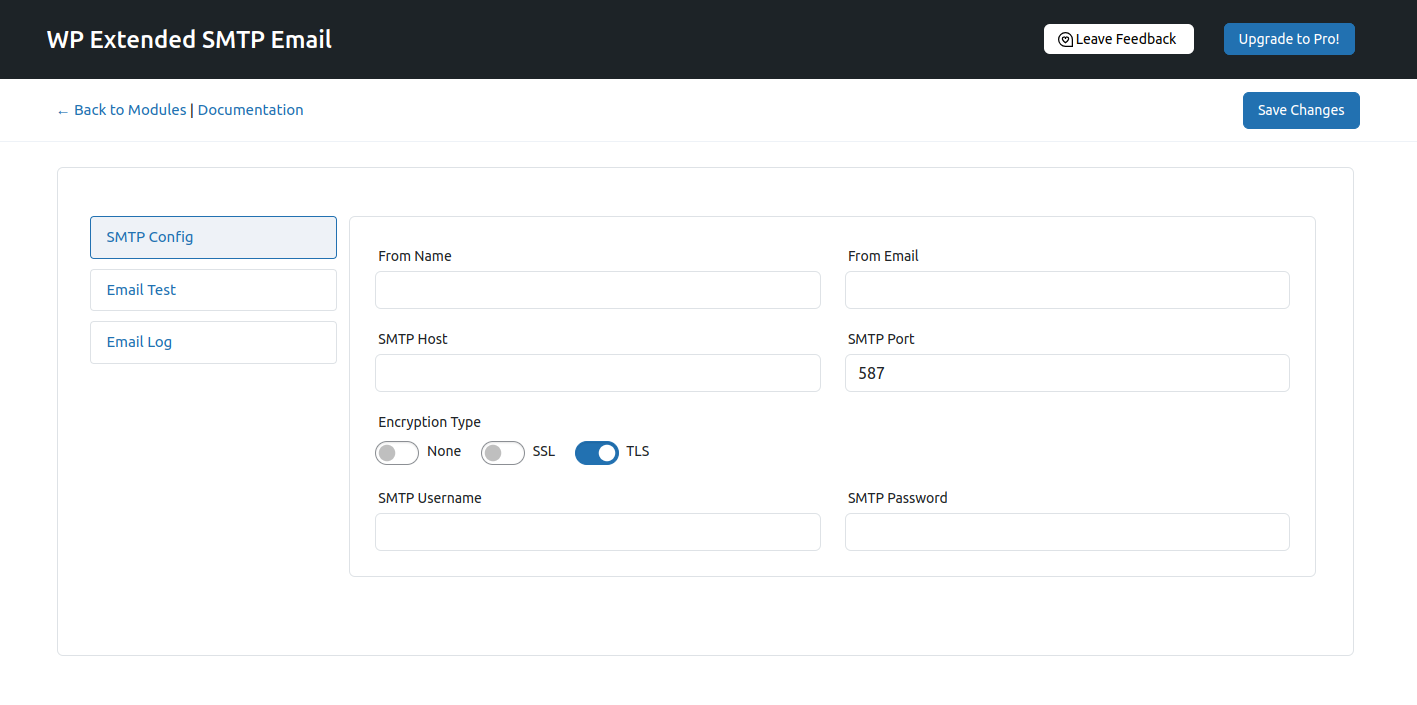 WP Extended SMTP Email
Leave Feedback
Upgrade to Pro!
← Back to Modules | Documentation
Save Changes
SMTP Config
Email Test
Email Log
From Name
From Email
SMTP Host
SMTP Port
587
Encryption Type
None
SSL
TLS
SMTP Username
SMTP Password